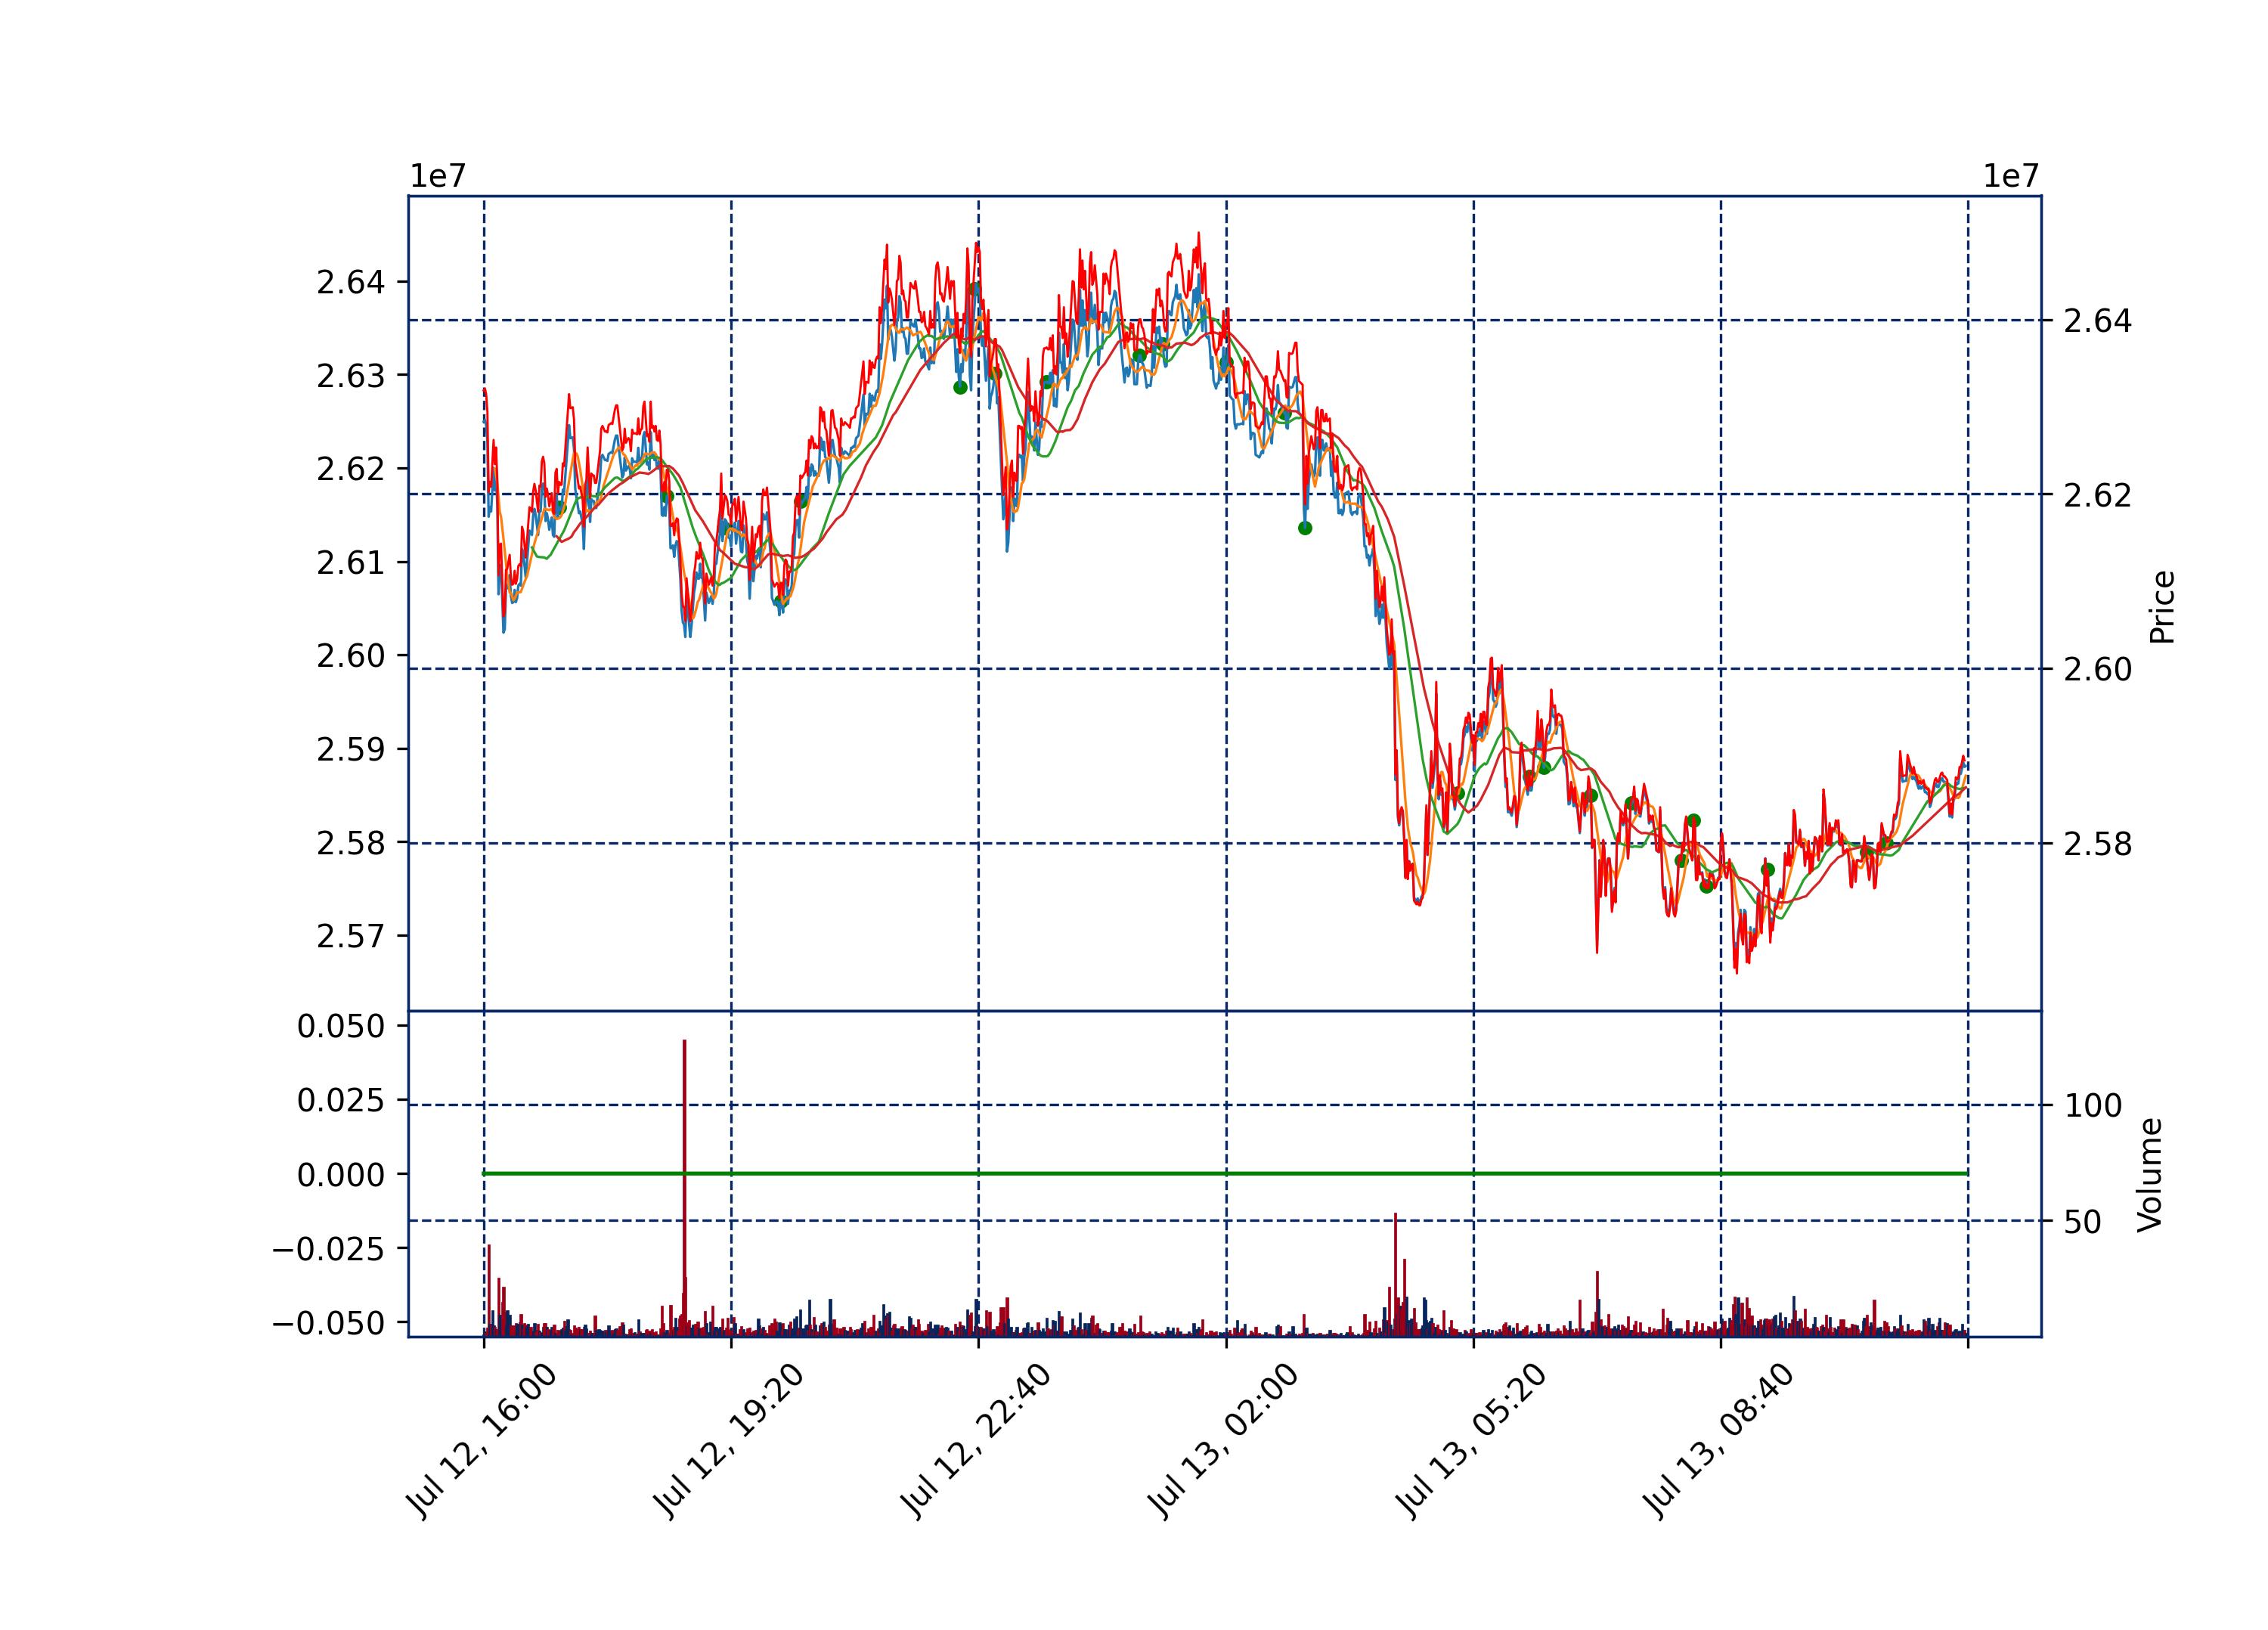 1e7
1e7
2.64
2.63
2.62
2.61
2.60
2.59
2.58
2.57
2.64
2.62
2.60
2.58
Price
0.050
0.025
0.000
−0.025
−0.050
100
50
Volume
Jul 12, 16:00
Jul 12, 19:20
Jul 12, 22:40
Jul 13, 02:00
Jul 13, 05:20
Jul 13, 08:40